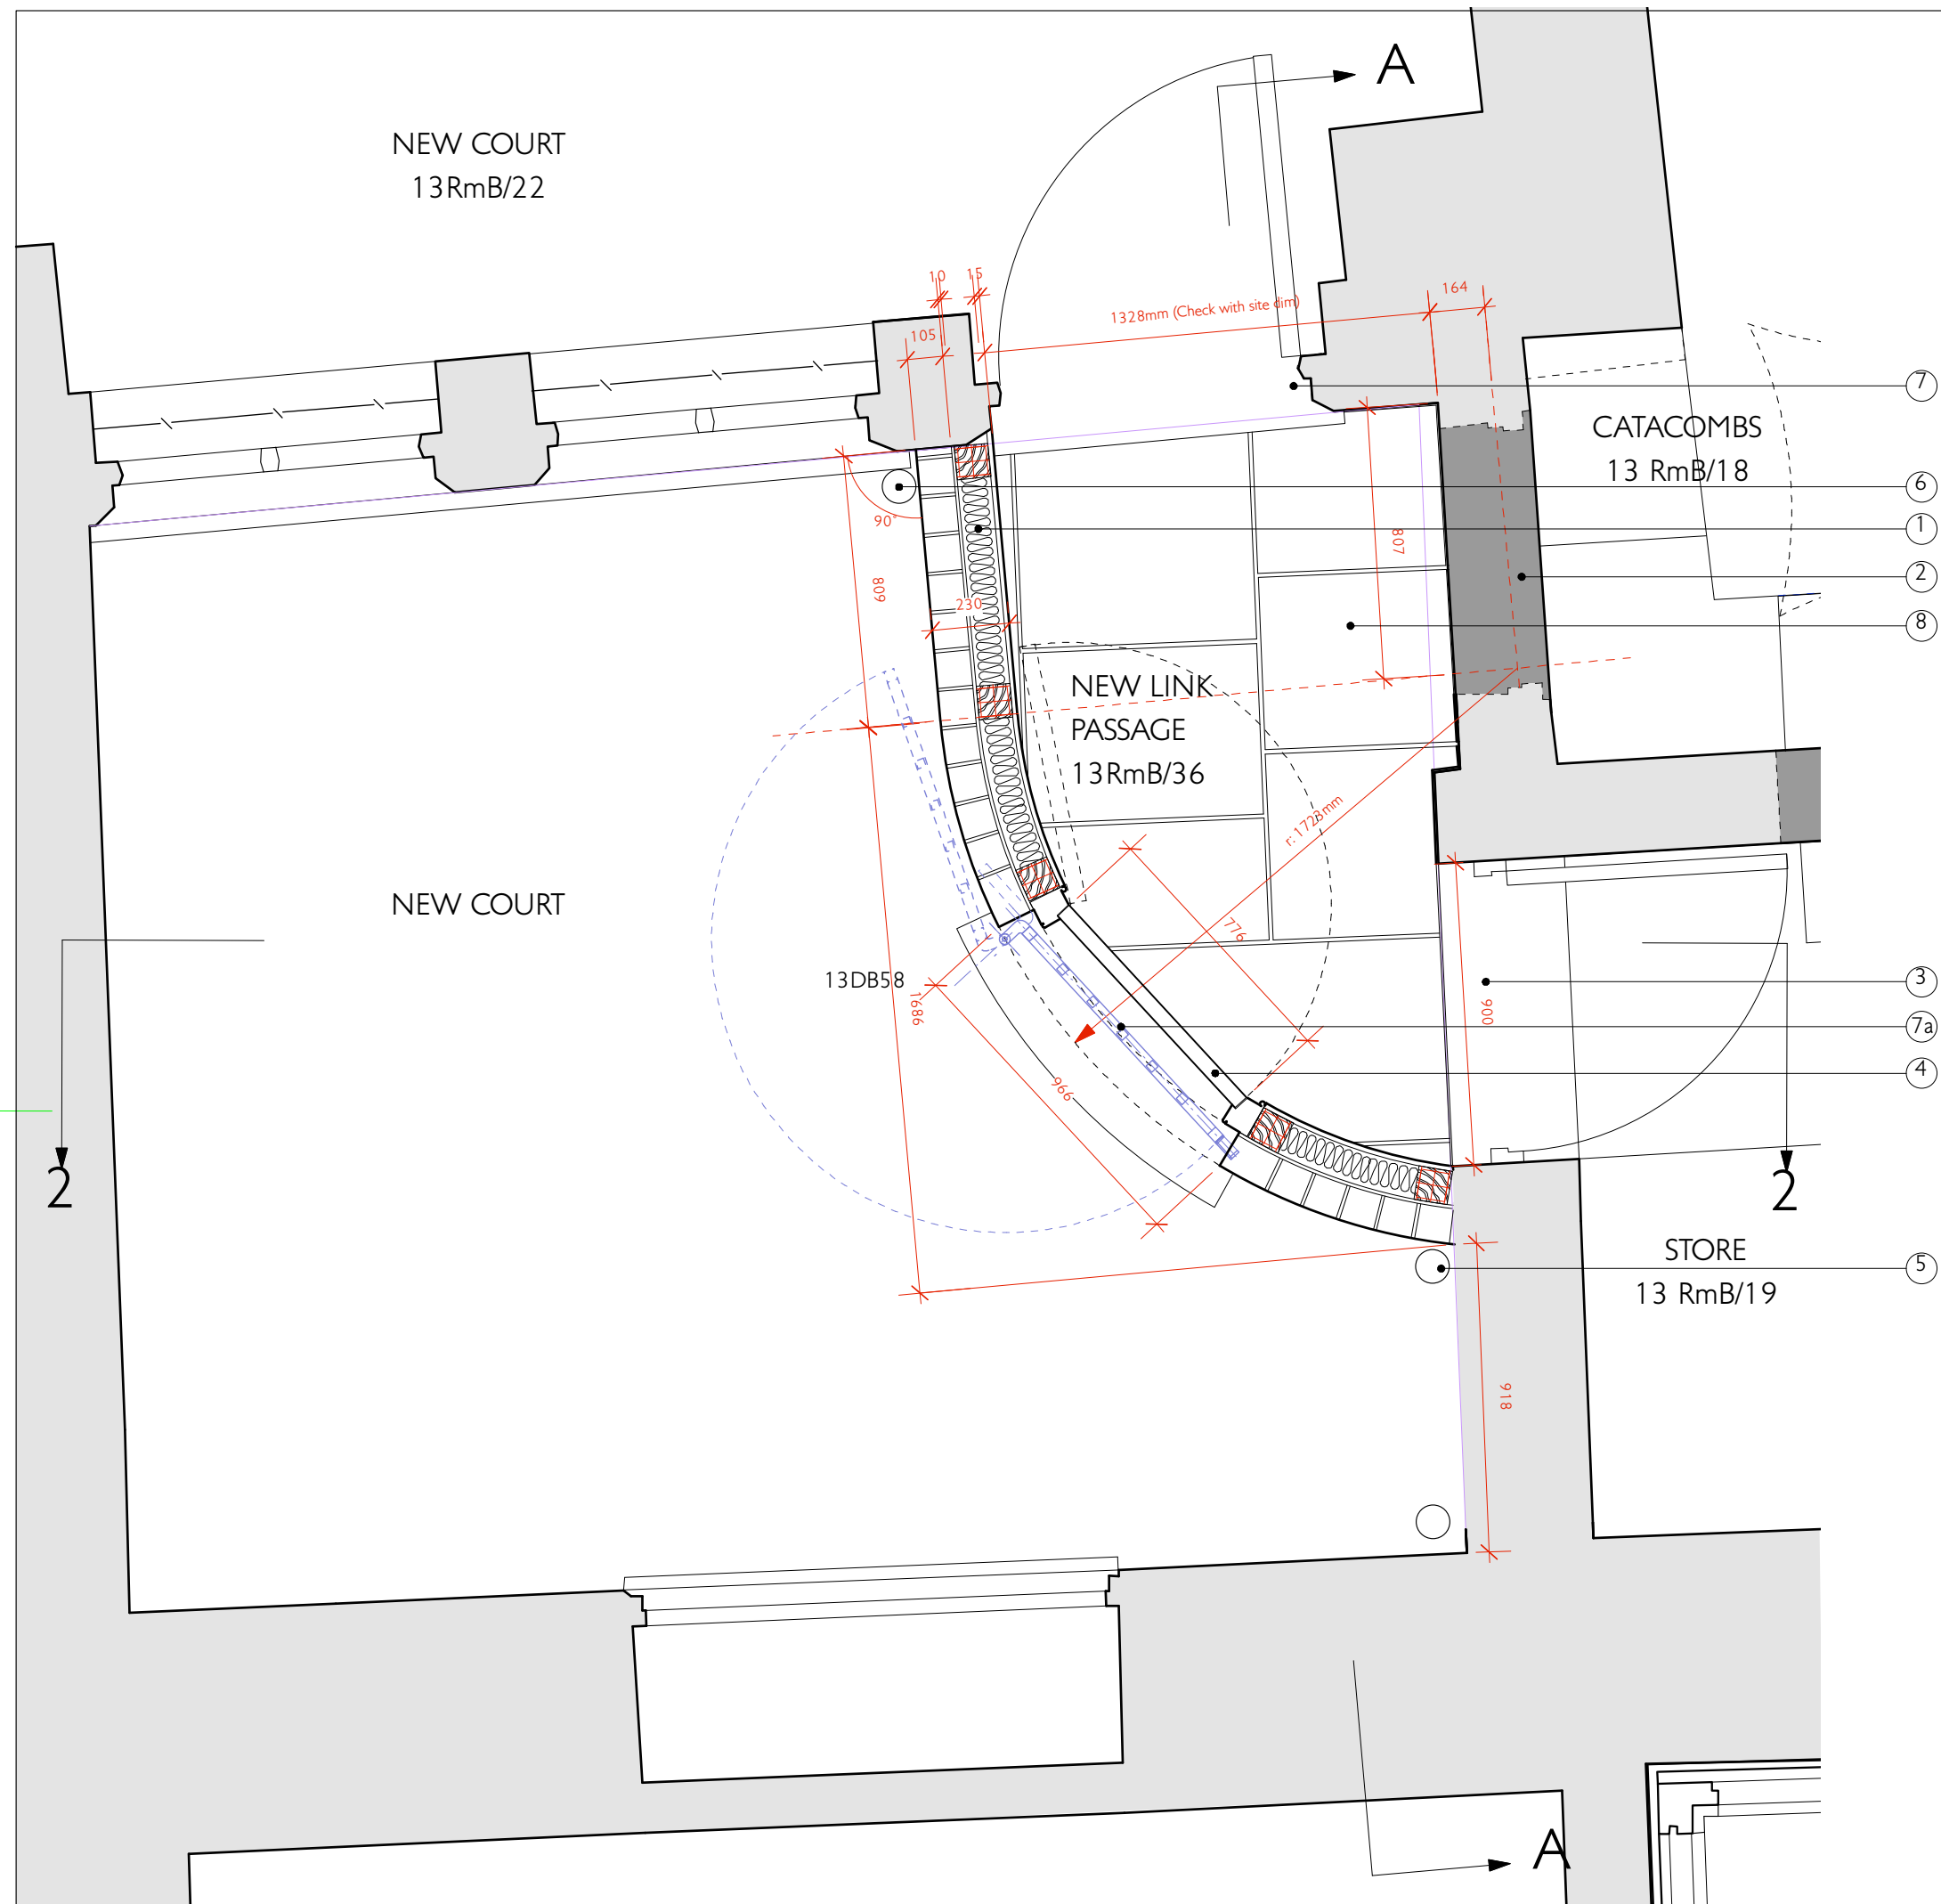 A
NEW COURT
13RmB/22
10
15
1328mm (Check with site dim)
164
105
7
CATACOMBS
13 RmB/18
6
90°
1
807
2
809
230
8
NEW LINK
PASSAGE
13RmB/36
r:1723mm
NEW COURT
776
13DB58
1686
3
900
7a
4
966
2
2
STORE
13 RmB/19
5
918
A